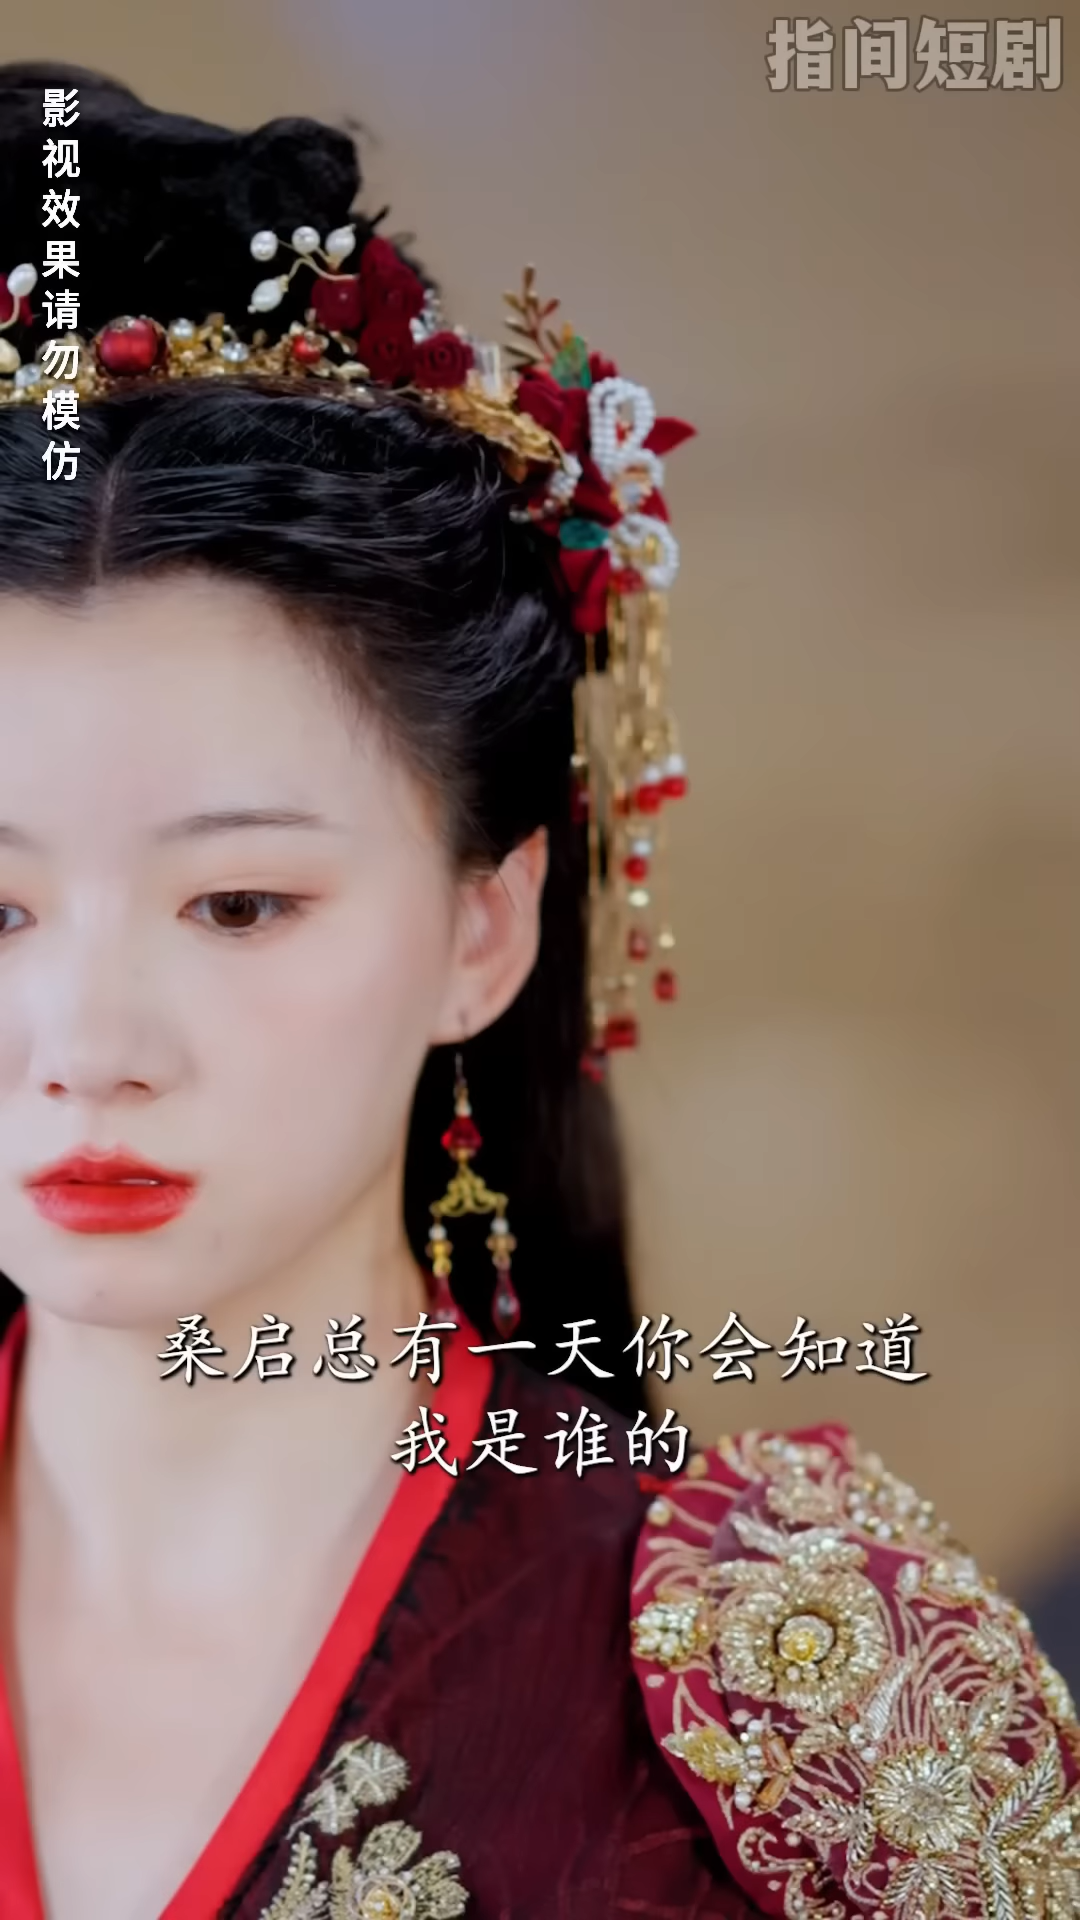 指间短剧
影视效果请勿模仿
桑启总有一天你会知道
我是谁的